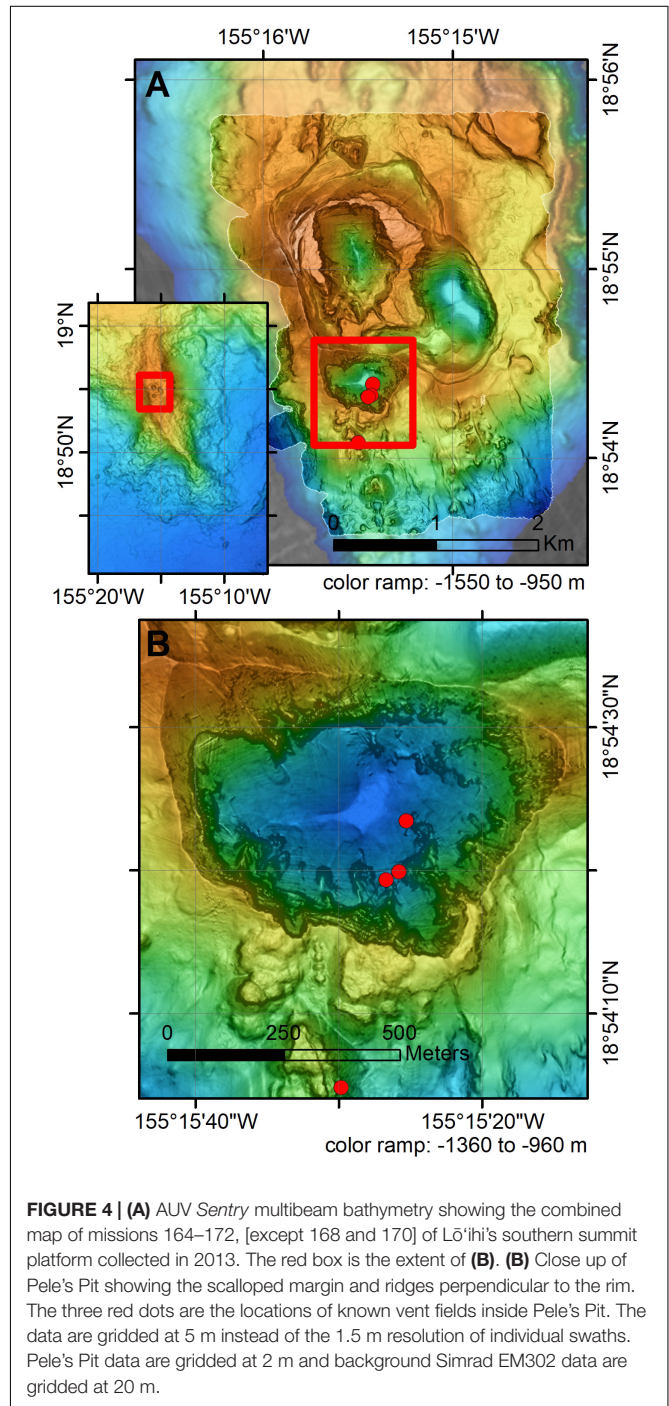 155°16'W 155°15'W
A
18°56'N
18°55'N
19°N
18°50'N
18°54'N
0 1 2
Km
155°20'W 155°10'W
color ramp: -1550 to -950 m
B
18°54'30"N
18°54'10"N
0 250 500
Meters
155°15'40"W 155°15'20"W
color ramp: -1360 to -960 m
FIGURE 4 | (A) AUV Sentry multibeam bathymetry showing the combined
map of missions 164–172, [except 168 and 170] of Lō‘ihi’s southern summit
platform collected in 2013. The red box is the extent of (B). (B) Close up of
Pele’s Pit showing the scalloped margin and ridges perpendicular to the rim.
The three red dots are the locations of known vent fields inside Pele’s Pit. The
data are gridded at 5 m instead of the 1.5 m resolution of individual swaths.
Pele’s Pit data are gridded at 2 m and background Simrad EM302 data are
gridded at 20 m.